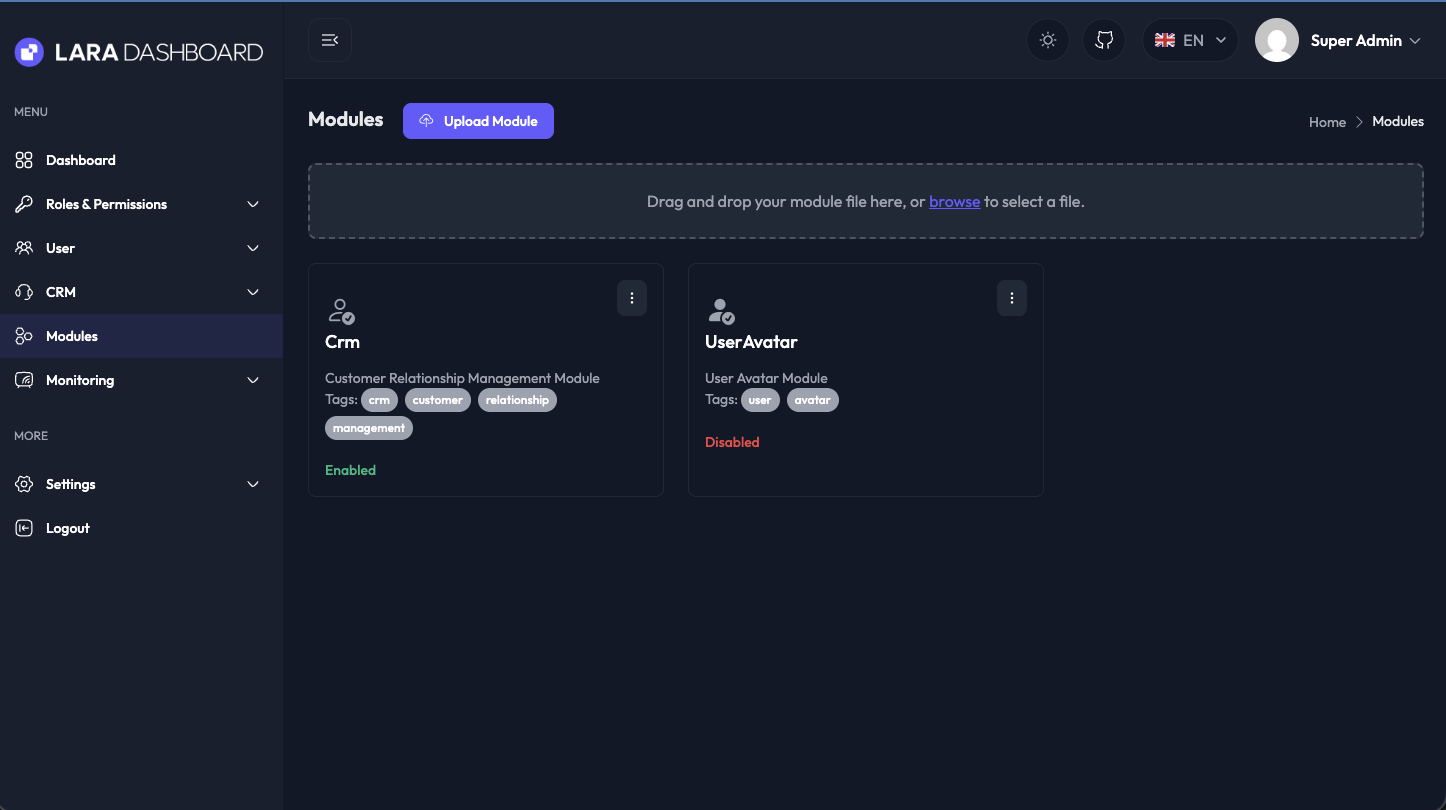 LARA DASHBOARD
MENU
Dashboard
Roles & Permissions
User
CRM
Modules
Monitoring
MORE
Settings
Logout
EN
Super Admin
Modules
Upload Module
Home > Modules
Drag and drop your module file here, or browse to select a file.
Crm
Customer Relationship Management Module
Tags: crm customer relationship
management
Enabled
UserAvatar
User Avatar Module
Tags: user avatar
Disabled